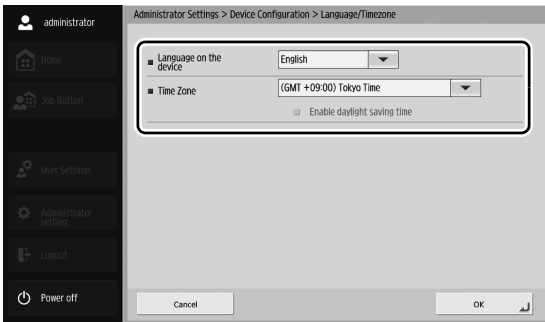 administrator
Home
Job Button
User Settings
Administrator
setting
Logout
Power off
Administrator Settings > Device Configuration > Language/Timezone
Language on the
device
English
Time Zone
(GMT +09:00) Tokyo Time
Enable daylight saving time
Cancel
OK